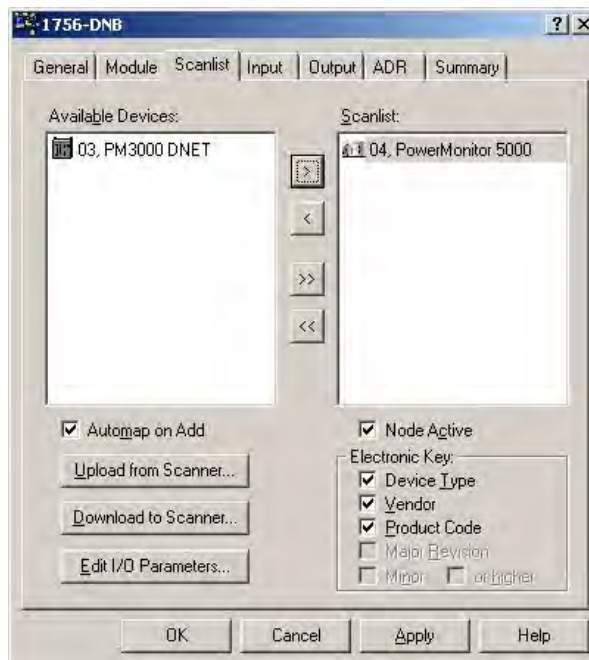 1756-DNB
General Module Scanlist Input Output ADR Summary
Available Devices:
03, PM3000 DNET
Scanlist:
04, PowerMonitor 5000
>
<
>>
<<
Automap on Add
Upload from Scanner...
Download to Scanner...
Edit I/O Parameters...
Node Active
Electronic Key:
Device Type
Vendor
Product Code
Major Revision
Minor or higher
OK Cancel Apply Help